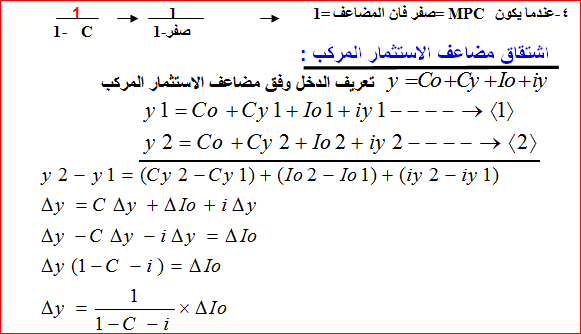 ٤-عندما يكون MPC =صفر فان المضاعف =1 → 1/صفر-1 → 1/1- C
اشتقاق مضاعف الاستثمار المركب :
y =Co+Cy +Io+iy تعريف الدخل وفق مضاعف الاستثمار المركب
y 1 = Co + Cy 1 + Io 1 + iy 1 − − − − → ⟨1⟩
y 2 = Co + Cy 2 + Io 2 + iy 2 − − − − → ⟨2⟩
y 2 − y 1 = (Cy 2 − Cy 1) + (Io 2 − Io 1) + (iy 2 − iy 1)
Δy = C Δy + ΔIo + i Δy
Δy − C Δy − i Δy = ΔIo
Δy (1 − C − i ) = ΔIo
Δy = 1/1 − C − i × ΔIo